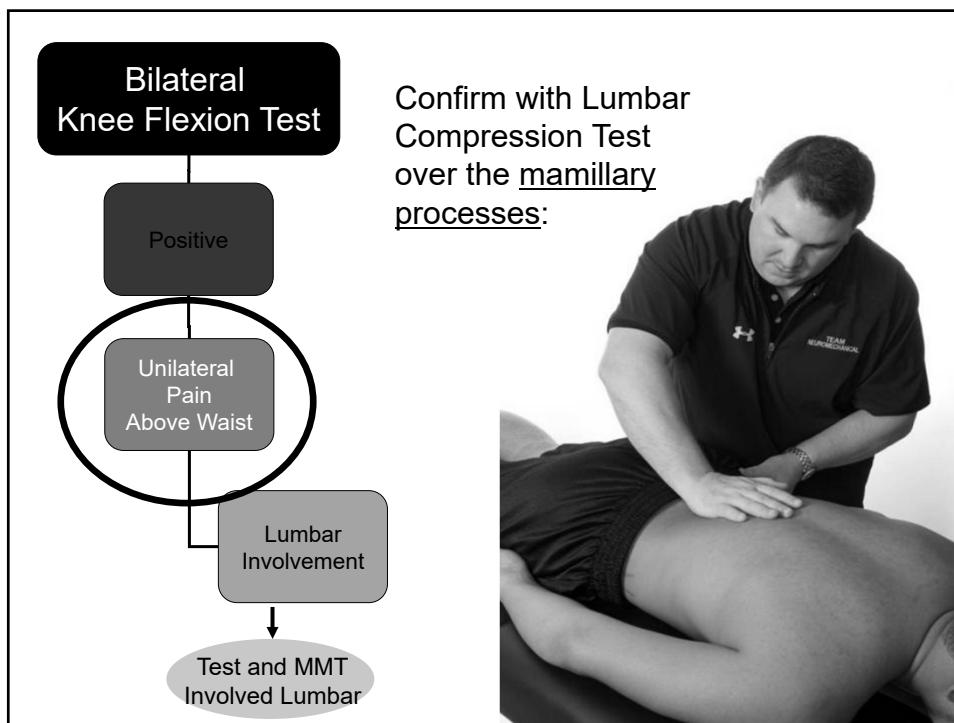 Bilateral
Knee Flexion Test
Positive
Unilateral
Pain
Above Waist
Lumbar
Involvement
Test and MMT
Involved Lumbar
Confirm with Lumbar
Compression Test
over the mamillary
processes:
TEAM
NEUROMECHANICAL